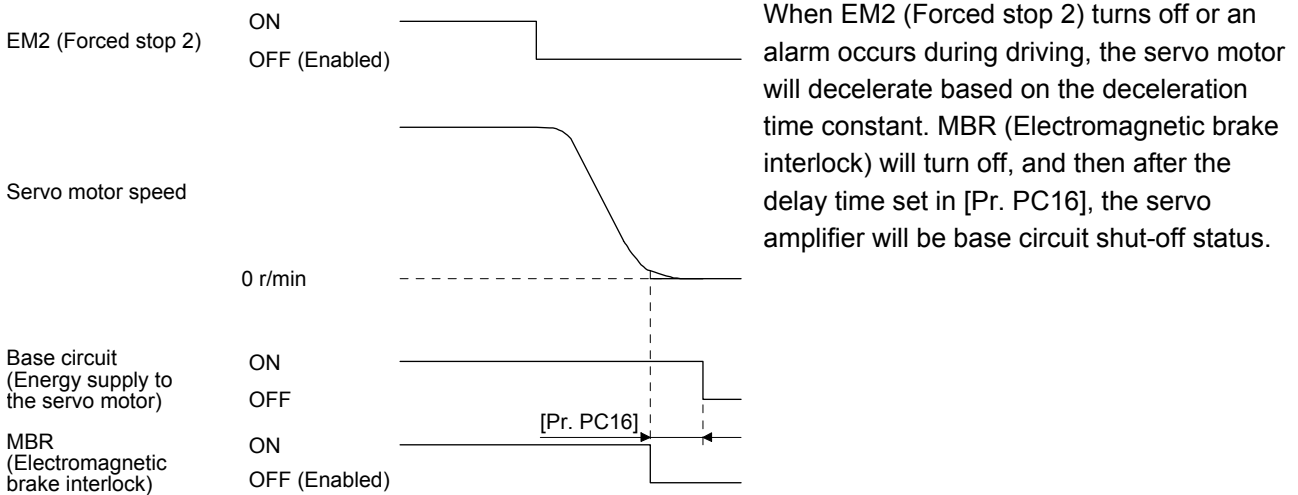 EM2 (Forced stop 2)
ON
OFF (Enabled)
Servo motor speed
0 r/min
Base circuit
(Energy supply to
the servo motor)
ON
OFF
[Pr. PC16]
MBR
(Electromagnetic
brake interlock)
ON
OFF (Enabled)
When EM2 (Forced stop 2) turns off or an
alarm occurs during driving, the servo motor
will decelerate based on the deceleration
time constant. MBR (Electromagnetic brake
interlock) will turn off, and then after the
delay time set in [Pr. PC16], the servo
amplifier will be base circuit shut-off status.